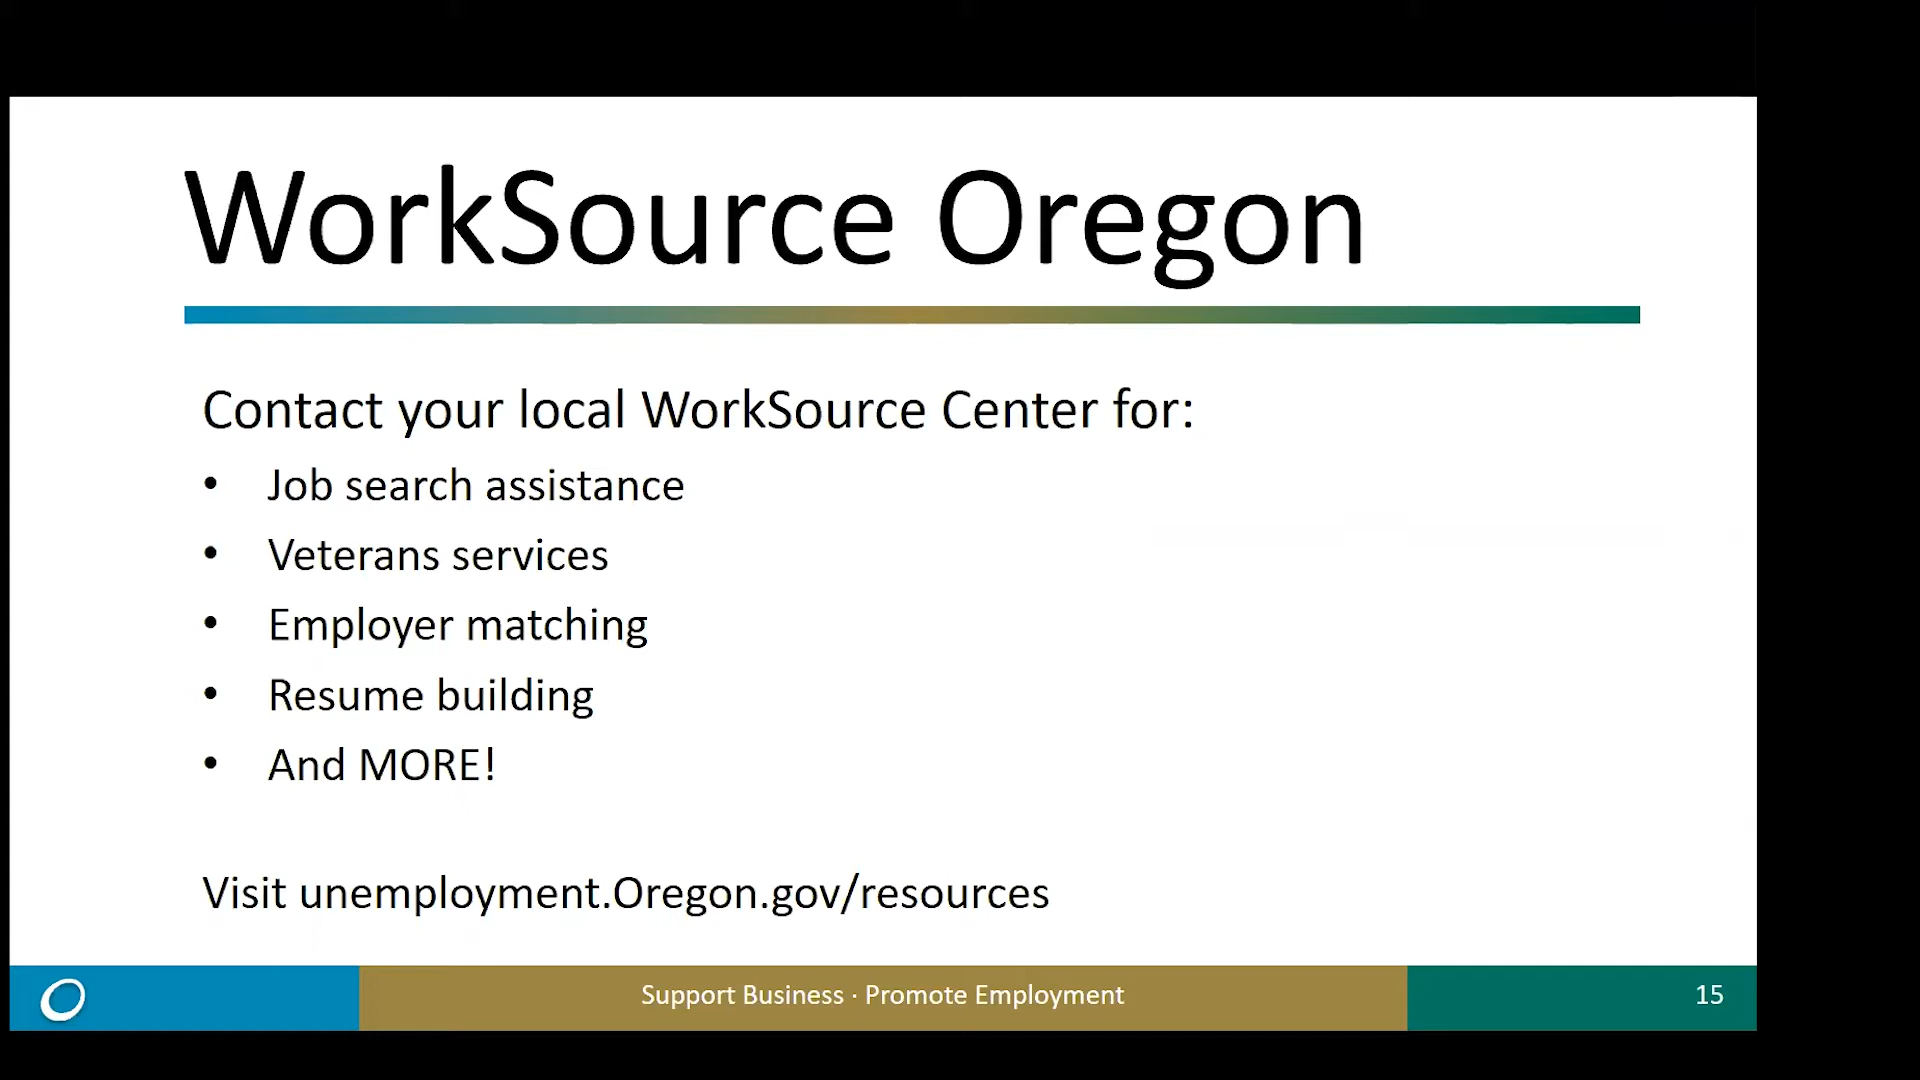 WorkSource Oregon
Contact your local WorkSource Center for:
• Job search assistance
• Veterans services
• Employer matching
• Resume building
• And MORE!
Visit unemployment.Oregon.gov/resources
Support Business · Promote Employment
15